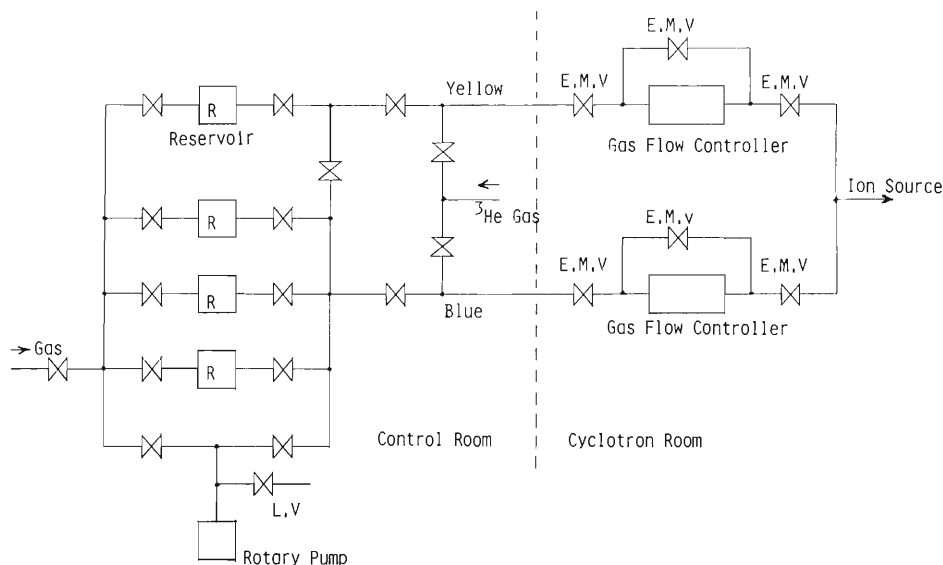 E,M,V
E,M,V
E,M,V
Yellow
R
Reservoir
Gas Flow Controller
Ion Source
³He Gas
R
E,M,V
E,M,V
E,M,V
R
Blue
Gas Flow Controller
→ Gas
R
Control Room
Cyclotron Room
L,V
Rotary Pump